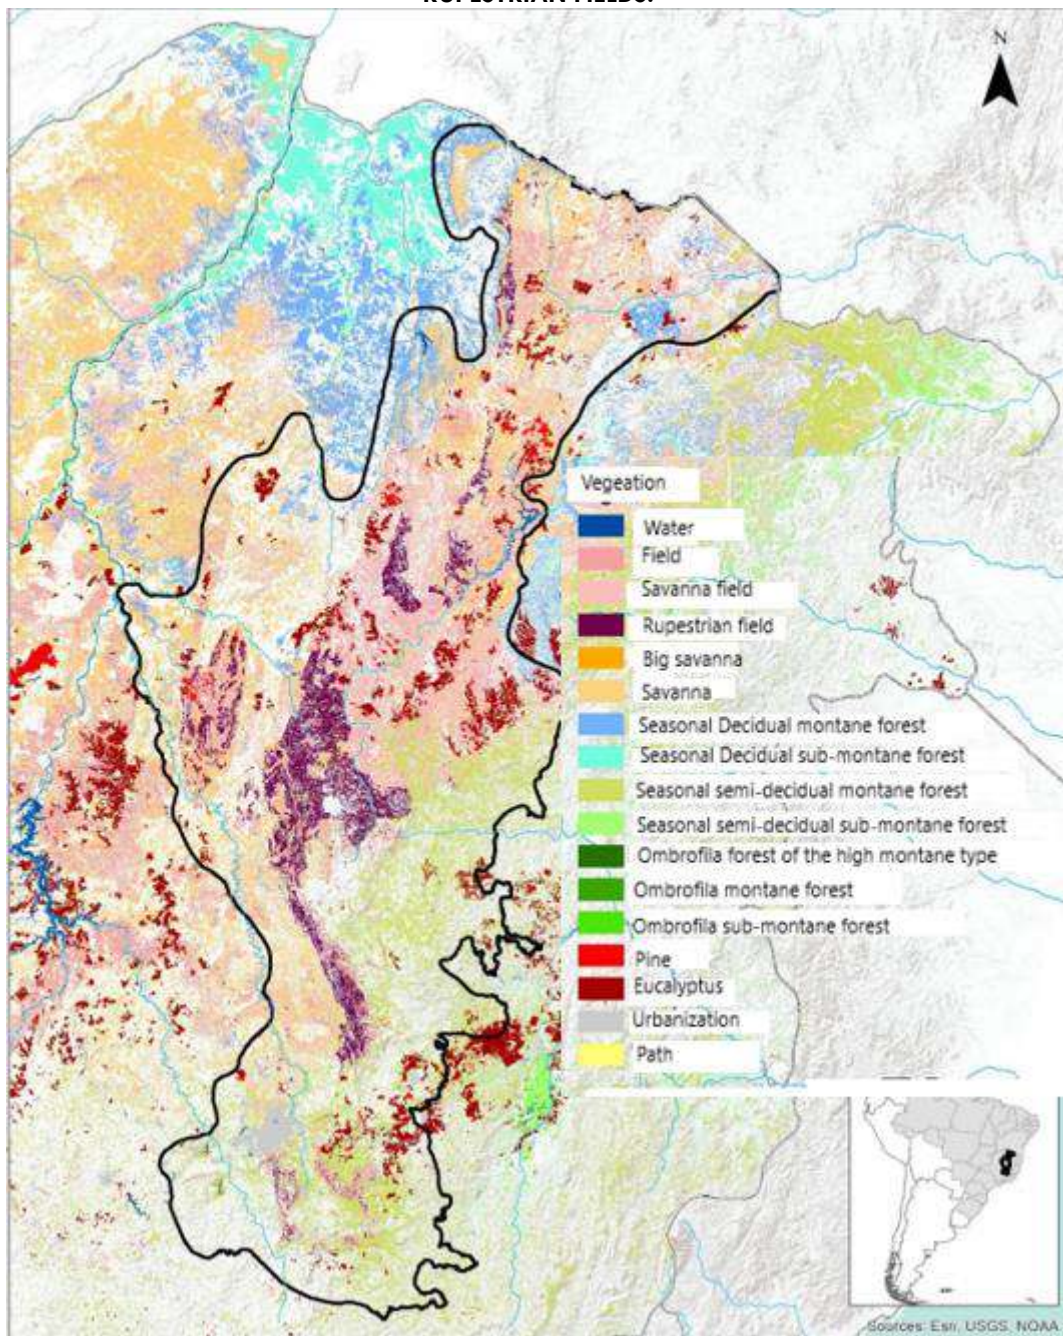 RUPESTRIAN FIELDS.
N
Vegeation
Water
Field
Savanna field
Rupestrian field
Big savanna
Savanna
Seasonal Decidual montane forest
Seasonal Decidual sub-montane forest
Seasonal semi-decidual montane forest
Seasonal semi-decidual sub-montane forest
Ombrofila forest of the high montane type
Ombrofila montane forest
Ombrofila sub-montane forest
Pine
Eucalyptus
Urbanization
Path
Sources: Esri, USGS, NOAA